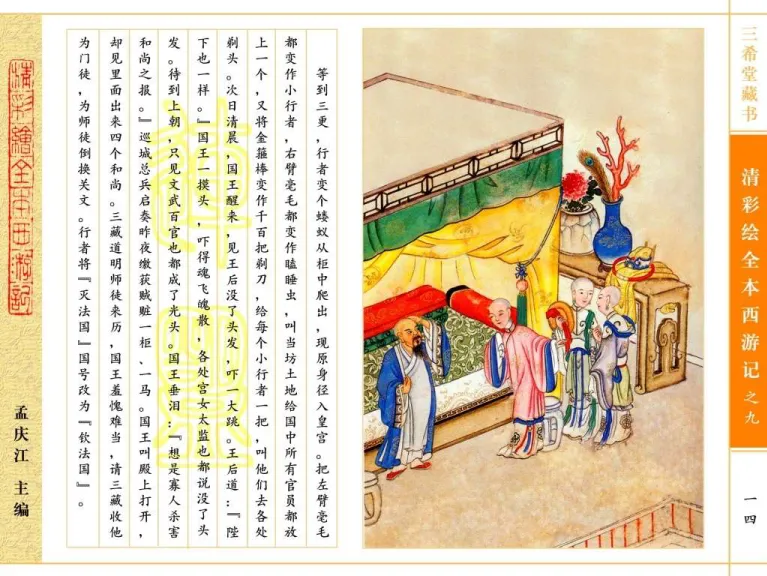 三希堂藏书
清彩绘全本西游记之九
一四
等到三更，行者变个蝼蚁从柜中爬出，现原身径入皇宫。把左臂毫毛
都变作小行者，右臂毫毛都变作瞌睡虫，叫当坊土地给国中所有官员都放
上一个，又将金箍棒变作千百把剃刀，给每个小行者一把，叫他们去各处
剃头。次日清晨，国王醒来，见王后没了头发，吓一大跳。王后道：『陛
下也一样。』国王一摸头，吓得魂飞魄散，各处宫女太监也都说没了头
发。待到上朝，只见文武百官也都成了光头。国王垂泪：『想是寡人杀害
和尚之报。』巡城总兵启奏昨夜缴获贼赃一柜、一马。国王叫殿上打开，
却见里面出来四个和尚。三藏道明师徒来历，国王羞愧难当，请三藏收他
为门徒，为师徒倒换关文。行者将『灭法国』国号改为『钦法国』。
清彩繪全本西游記
孟庆江 主编